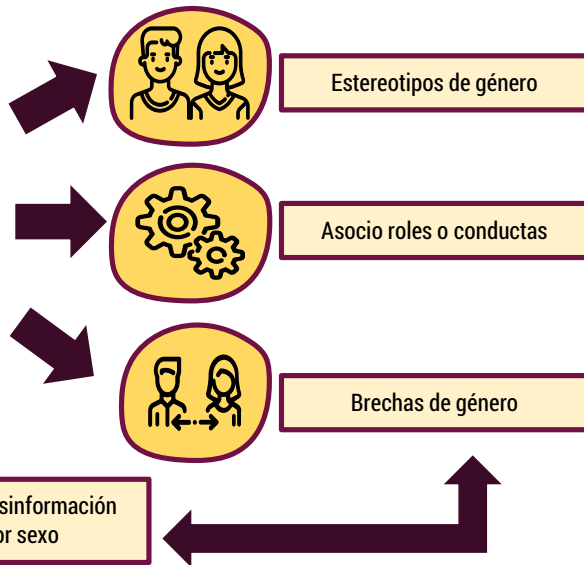 Estereotipos de género
Asocio roles o conductas
Brechas de género
sinformación
or sexo